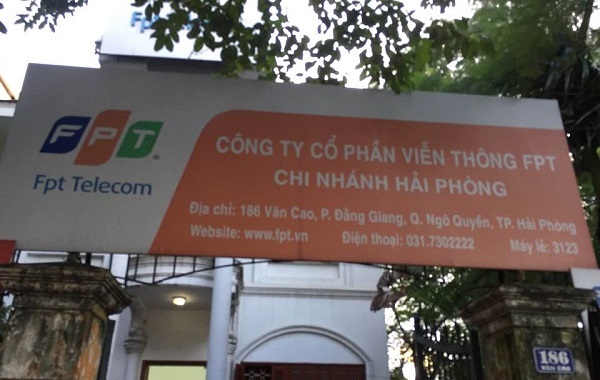 FPT
Fpt Telecom
CÔNG TY CỔ PHẦN VIỄN THÔNG FPT
CHI NHÁNH HẢI PHÒNG
Địa chỉ: 186 Văn Cao, P. Đằng Giang, Q. Ngô Quyền, TP. Hải Phòng
Website: www.fpt.vn Điện thoại: 031.7302222 Máy lẻ: 3123
186
VĂN CAO